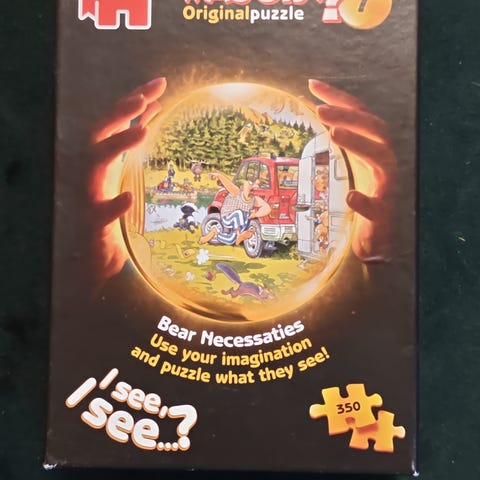 Originalpuzzle
Bear Necessaties
Use your imagination
and puzzle what they see!
I see,
I see...?
350